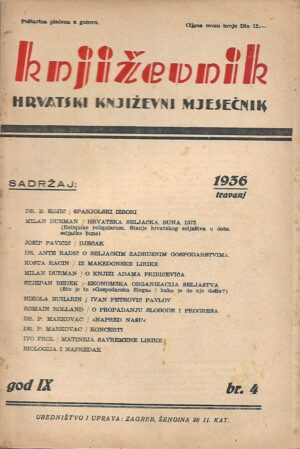 Poštarina plaćena u gotovu.
Cijena ovom broju Din 12.—
književnik
HRVATSKI KNJIŽEVNI MJESEČNIK
SADRŽAJ:
1936
travanj
DR. B. KOJIĆ / ŠPANJOLSKI IZBORI
MILAN DURMAN / HRVATSKA SELJAČKA BUNA 1573.
(Reliquiae reliquiarum, Stanje hrvatskog seljaštva u doba
seljačke bune)
JOSIP PAVIČIĆ / DJEČAK
DR. ANTE RADIĆ O SELJAČKIM ZADRUŽNIM GOSPODARSTVIMA
KOSTA RACIN / IZ MAKEDONSKE LIRIKE
MILAN DURMAN / O KNJIZI ADAMA PRIBIĆEVIĆA
STJEPAN BEDEK / EKONOMSKA ORGANIZACIJA SELJAŠTVA
(Što je to »Gospodarska Sloga« i kako je do nje došlo?)
NIKOLA BUHARIN / IVAN PETROVIĆ PAVLOV
ROMAIN ROLLAND / O PROPADANJU SLOBODE I PROGRESA
DR. P. MARKOVAC / »NAPRED NAŠI!«
DR. P. MARKOVAC / KONCERTI
IVO FROL / MATINEJA SAVREMENE LIRIKE
BIOLOGIJA I NAPREDAK
god IX
br. 4
UREDNIŠTVO I UPRAVA: ZAGREB, ŠENOINA 26 II. KAT.